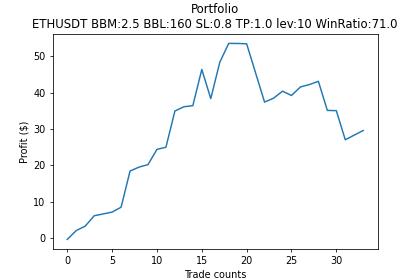 Portfolio
ETHUSDT BBM:2.5 BBL:160 SL:0.8 TP:1.0 lev:10 WinRatio:71.0
Profit ($)
50
40
30
20
10
0
0 5 10 15 20 25 30
Trade counts